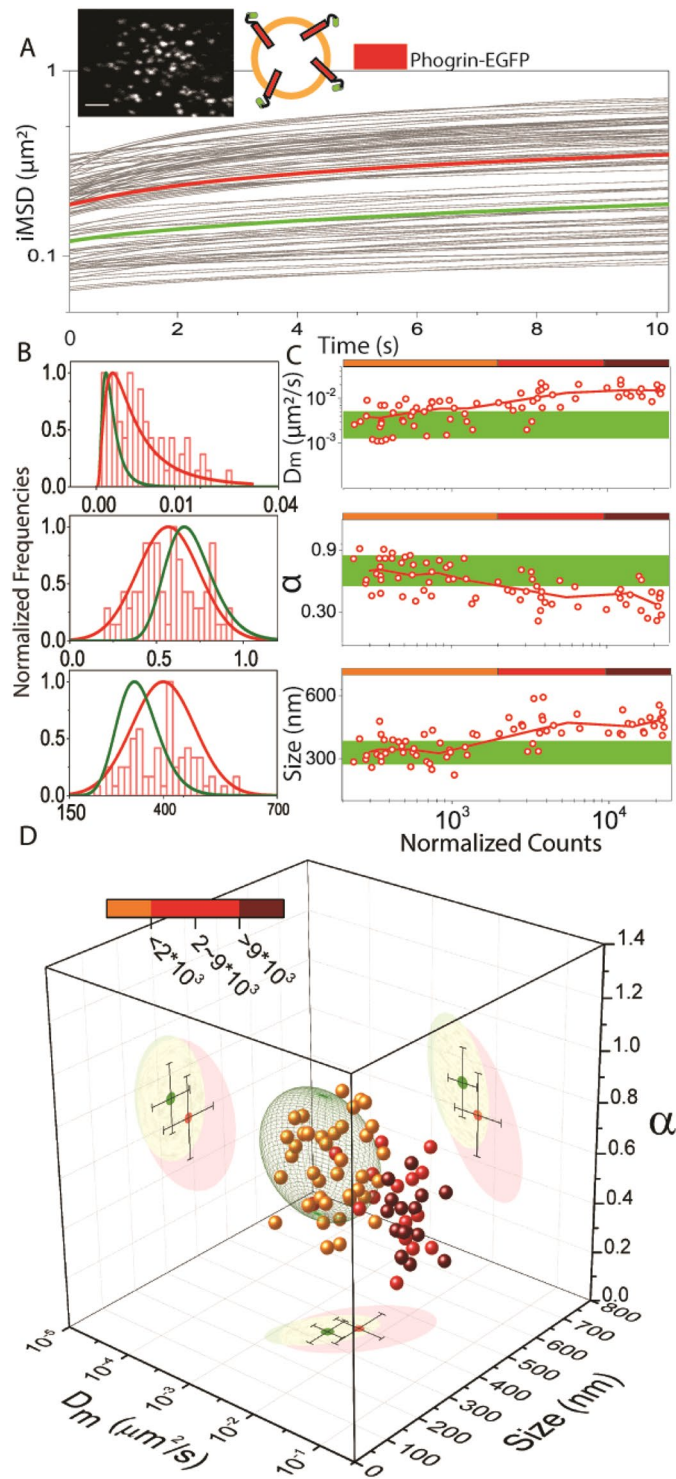 A
Phogrin-EGFP
iMSD (μm²)
1
0.1
0 2 4 6 8 10
Time (s)
B
Normalized Frequencies
1.0
0.5
0.0
0.00 0.01 0.04
1.0
0.5
0.0
0.0 0.5 1.0
1.0
0.5
0.0
150 400 700
C
Dm (μm²/s)
10⁻²
10⁻³
α
0.9
0.30
Size (nm)
600
300
10³ 10⁴
Normalized Counts
D
<2*10³
2~9*10³
>9*10³
1.4
1.2
1.0
0.8
0.6
0.4
0.2
0.0
α
10⁻⁵ 10⁻⁴ 10⁻³ 10⁻² 10⁻¹
Dm (μm²/s)
0 100 200 300 400 500 600 700 800
Size (nm)